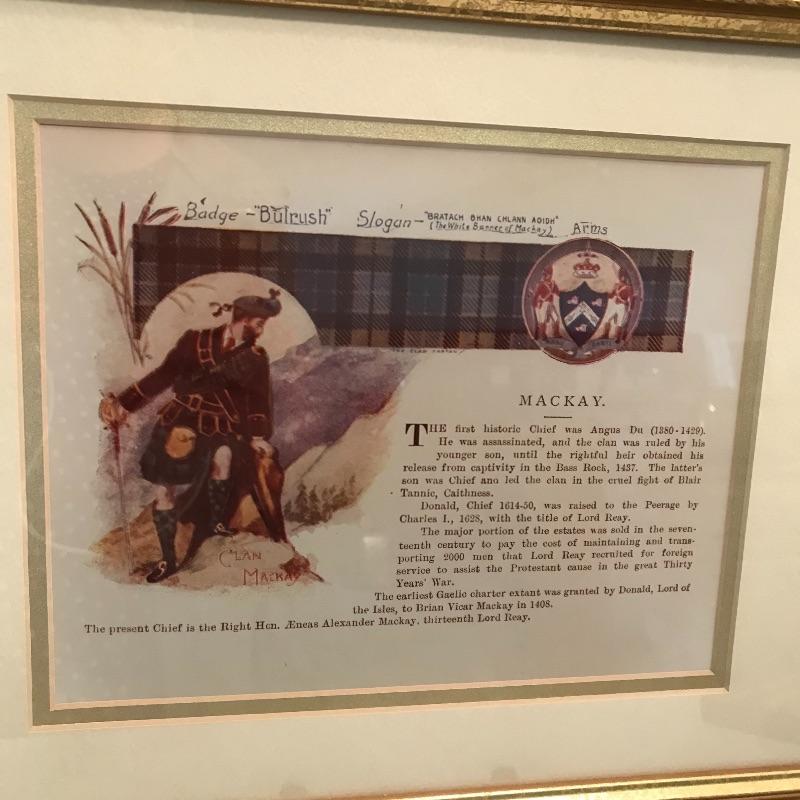 Badge - "Bulrush" Slogan - "BRATACH BHAN CHLANN AOIDH"
(The White Banner of Mackay) Arms
THE CLAN TARTAN
MACKAY.
THE first historic Chief was Angus Du (1380-1429).
He was assassinated, and the clan was ruled by his
younger son, until the rightful heir obtained his
release from captivity in the Bass Rock, 1437. The latter's
son was Chief and led the clan in the cruel fight of Blair
Tannic, Caithness.
Donald, Chief 1614-50, was raised to the Peerage by
Charles I., 1628, with the title of Lord Reay.
The major portion of the estates was sold in the seven-
teenth century to pay the cost of maintaining and trans-
porting 2000 men that Lord Reay recruited for foreign
service to assist the Protestant cause in the great Thirty
Years' War.
The earliest Gaelic charter extant was granted by Donald, Lord of
the Isles, to Brian Vicar Mackay in 1408.
The present Chief is the Right Hon. Æneas Alexander Mackay, thirteenth Lord Reay.
CLAN
MACKAY